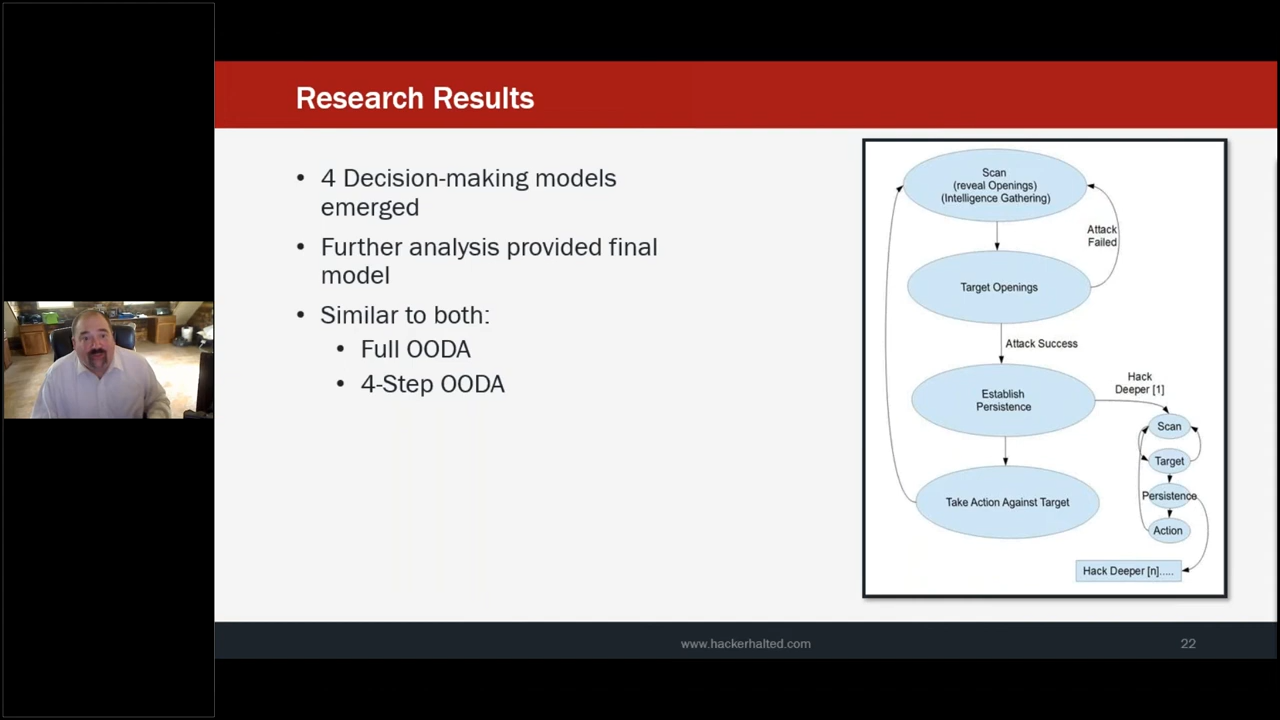 Research Results
• 4 Decision-making models
emerged
• Further analysis provided final
model
• Similar to both:
• Full OODA
• 4-Step OODA
Scan
(reveal Openings)
(Intelligence Gathering)
Attack
Failed
Target Openings
Attack Success
Establish
Persistence
Hack
Deeper [1]
Scan
Target
Persistence
Action
Take Action Against Target
Hack Deeper [n].....
www.hackerhalted.com
22